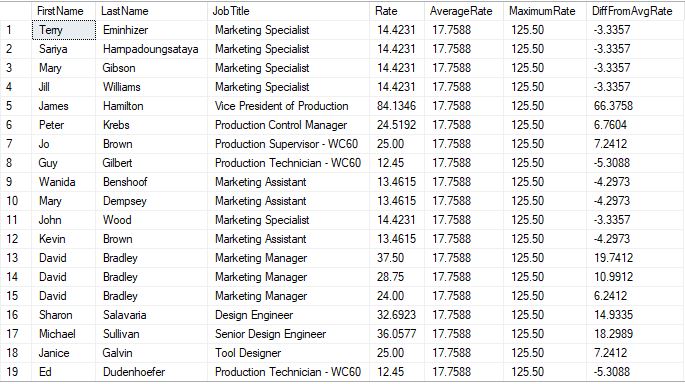 FirstName LastName JobTitle Rate AverageRate MaximumRate DiffFromAvgRate
1 Terry Eminhizer Marketing Specialist 14.4231 17.7588 125.50 -3.3357
2 Sariya Harnpadoungsataya Marketing Specialist 14.4231 17.7588 125.50 -3.3357
3 Mary Gibson Marketing Specialist 14.4231 17.7588 125.50 -3.3357
4 Jill Williams Marketing Specialist 14.4231 17.7588 125.50 -3.3357
5 James Hamilton Vice President of Production 84.1346 17.7588 125.50 66.3758
6 Peter Krebs Production Control Manager 24.5192 17.7588 125.50 6.7604
7 Jo Brown Production Supervisor - WC60 25.00 17.7588 125.50 7.2412
8 Guy Gilbert Production Technician - WC60 12.45 17.7588 125.50 -5.3088
9 Wanida Benshoof Marketing Assistant 13.4615 17.7588 125.50 -4.2973
10 Mary Dempsey Marketing Assistant 13.4615 17.7588 125.50 -4.2973
11 John Wood Marketing Specialist 14.4231 17.7588 125.50 -3.3357
12 Kevin Brown Marketing Assistant 13.4615 17.7588 125.50 -4.2973
13 David Bradley Marketing Manager 37.50 17.7588 125.50 19.7412
14 David Bradley Marketing Manager 28.75 17.7588 125.50 10.9912
15 David Bradley Marketing Manager 24.00 17.7588 125.50 6.2412
16 Sharon Salavaria Design Engineer 32.6923 17.7588 125.50 14.9335
17 Michael Sullivan Senior Design Engineer 36.0577 17.7588 125.50 18.2989
18 Janice Galvin Tool Designer 25.00 17.7588 125.50 7.2412
19 Ed Dudenhoefer Production Technician - WC60 12.45 17.7588 125.50 -5.3088